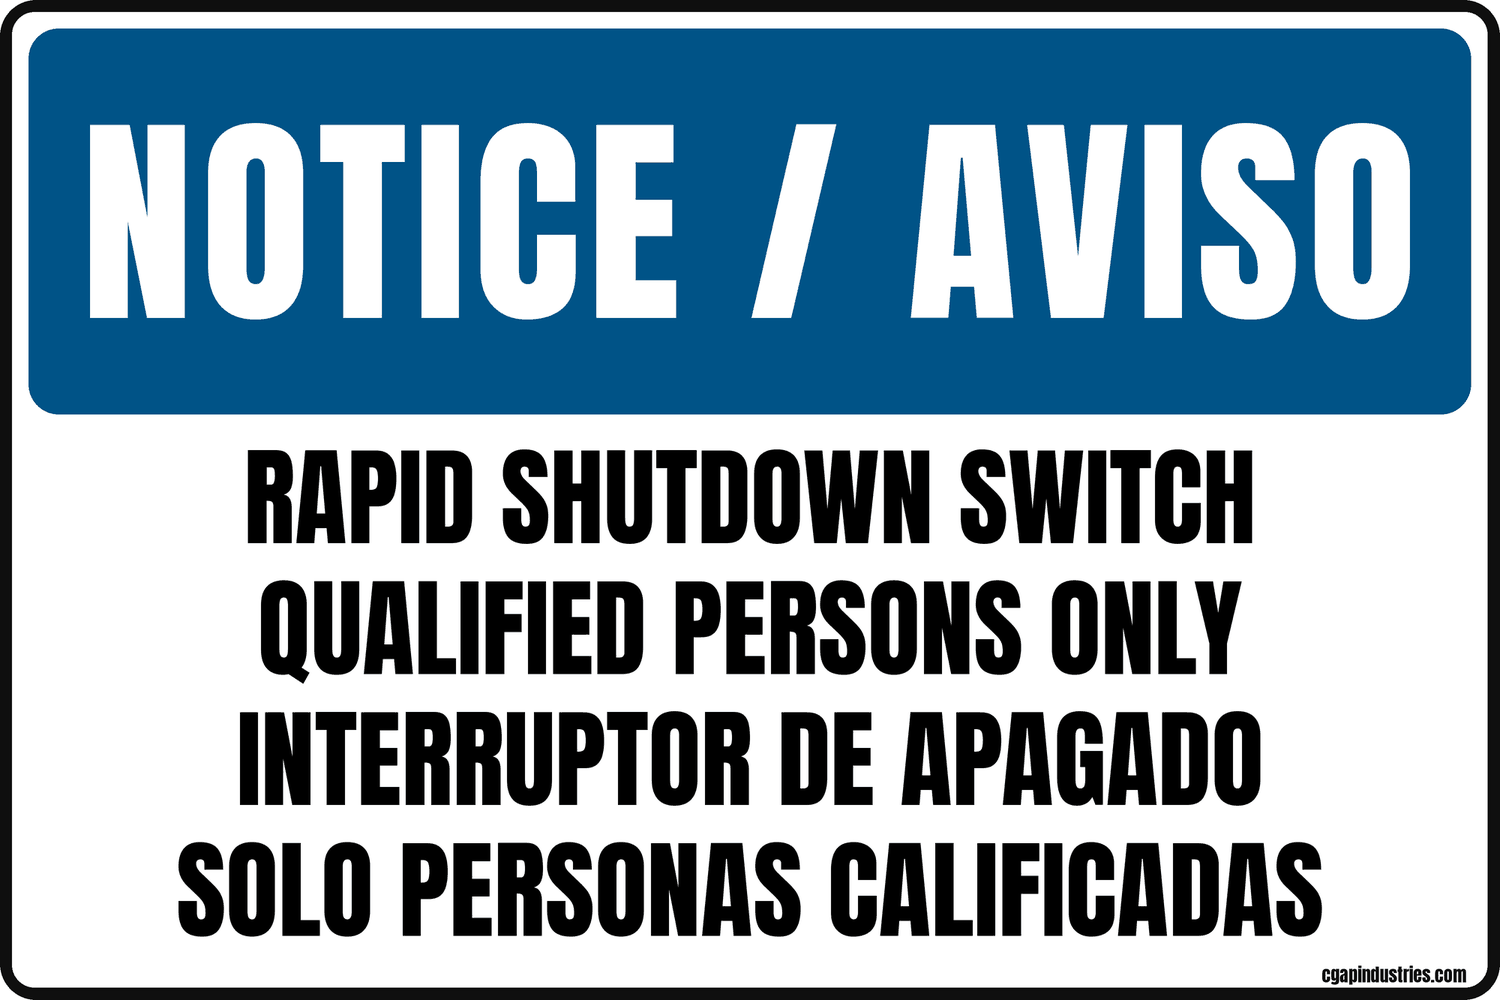 NOTICE / AVISO
RAPID SHUTDOWN SWITCH
QUALIFIED PERSONS ONLY
INTERRUPTOR DE APAGADO
SOLO PERSONAS CALIFICADAS
cgapindustries.com